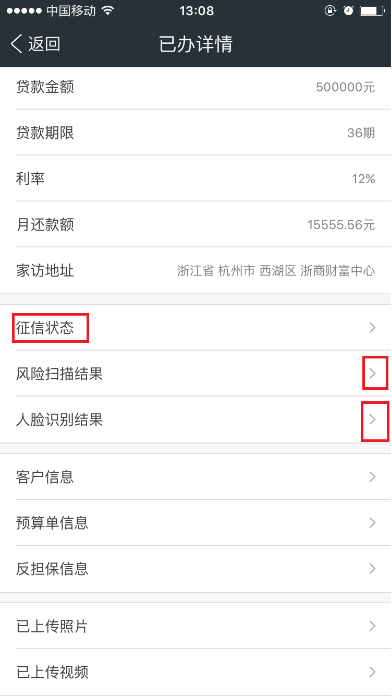 中国移动 13:08
返回 已办详情
贷款金额 500000元
贷款期限 36期
利率 12%
月还款额 15555.56元
家访地址 浙江省 杭州市 西湖区 浙商财富中心
征信状态
风险扫描结果
人脸识别结果
客户信息
预算单信息
反担保信息
已上传照片
已上传视频